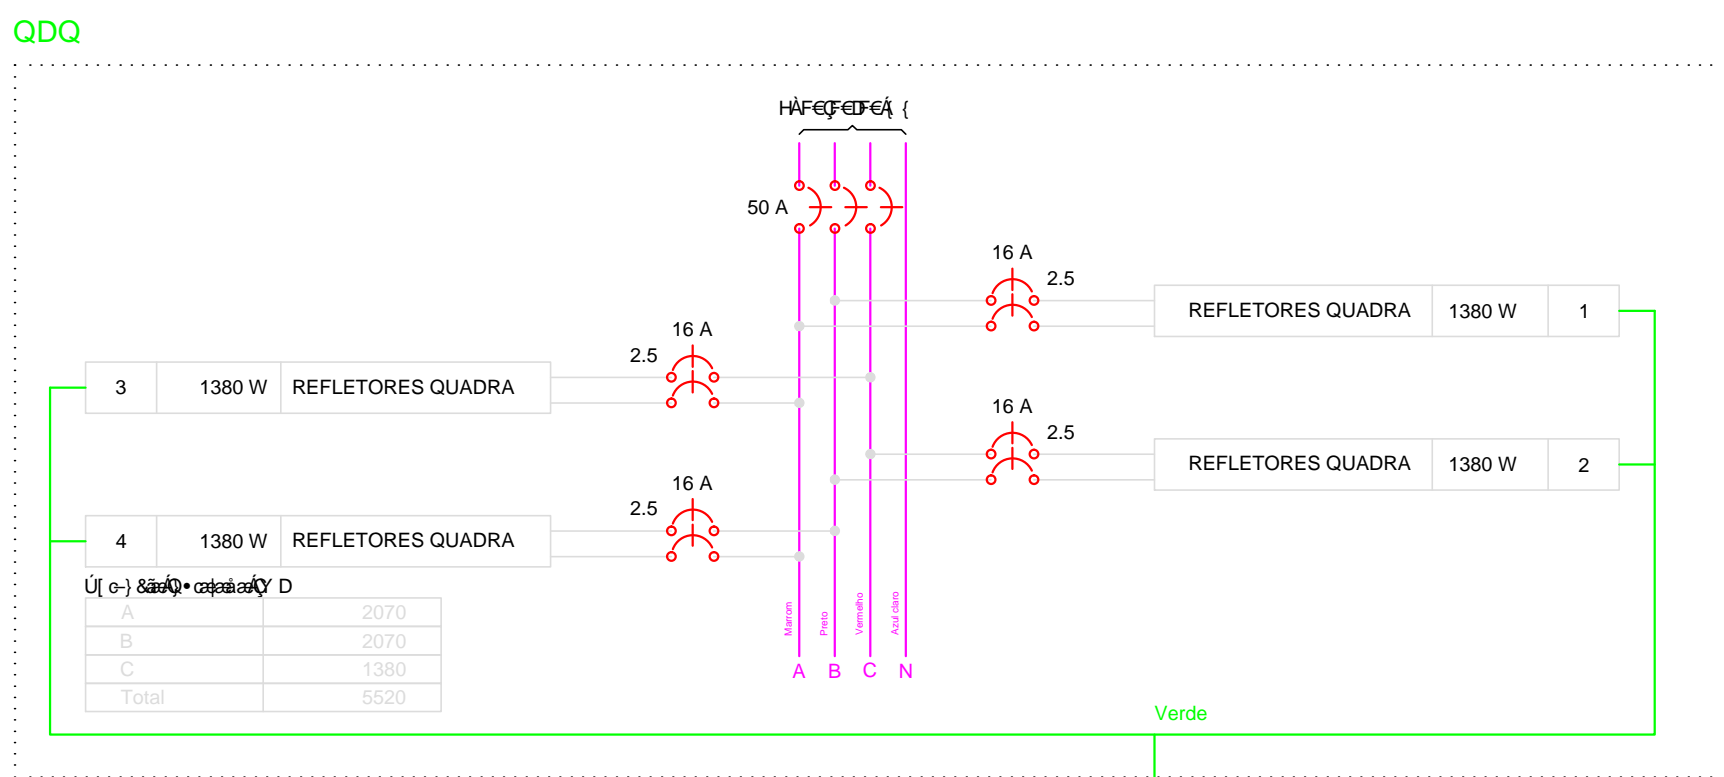 QDQ
50 A
16 A
2.5
REFLETORES QUADRA 1380 W 1
16 A
2.5
3 1380 W REFLETORES QUADRA
16 A
2.5
REFLETORES QUADRA 1380 W 2
16 A
2.5
4 1380 W REFLETORES QUADRA
A 2070
B 2070
C 1380
Total 5520
Marrom
Preto
Vermelho
Azul claro
A B C N
Verde